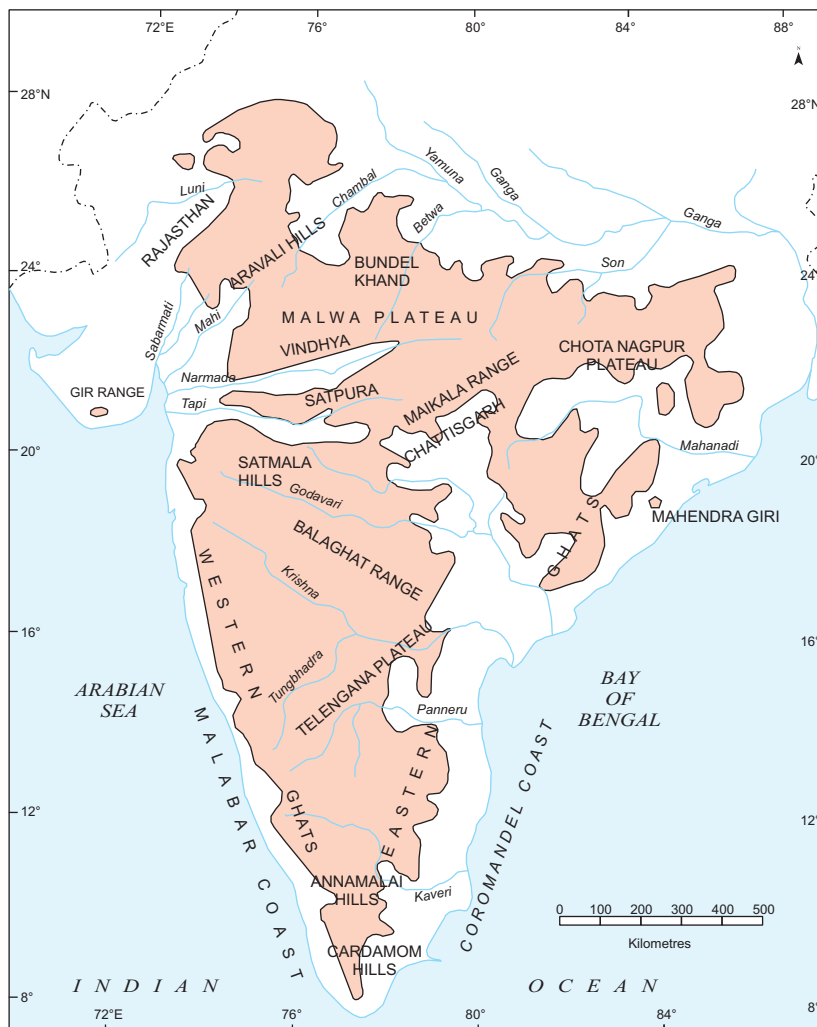 72°E 76° 80° 84° 88°
N
28°N 28°N
Yamuna
Ganga
Luni
Chambal
Ganga
RAJASTHAN
ARAVALI HILLS
Betwa
24° 24°
BUNDEL
KHAND
Son
Sabarmati
Mahi
MALWA PLATEAU
VINDHYA
CHOTA NAGPUR
PLATEAU
Narmada
GIR RANGE
SATPURA
MAIKALA RANGE
Tapi
CHATTISGARH
20° 20°
Mahanadi
SATMALA
HILLS
Godavari
MAHENDRA GIRI
GHATS
BALAGHAT RANGE
WESTERN
Krishna
16° 16°
TELENGANA PLATEAU
Tungbhadra
ARABIAN
SEA
BAY
OF
BENGAL
Panneru
MALABAR COAST
EASTERN
COROMANDEL COAST
12° 12°
GHATS
ANNAMALAI
HILLS
Kaveri
0 100 200 300 400 500
Kilometres
CARDAMOM
HILLS
INDIAN OCEAN
8° 8°
72°E 76° 80° 84°